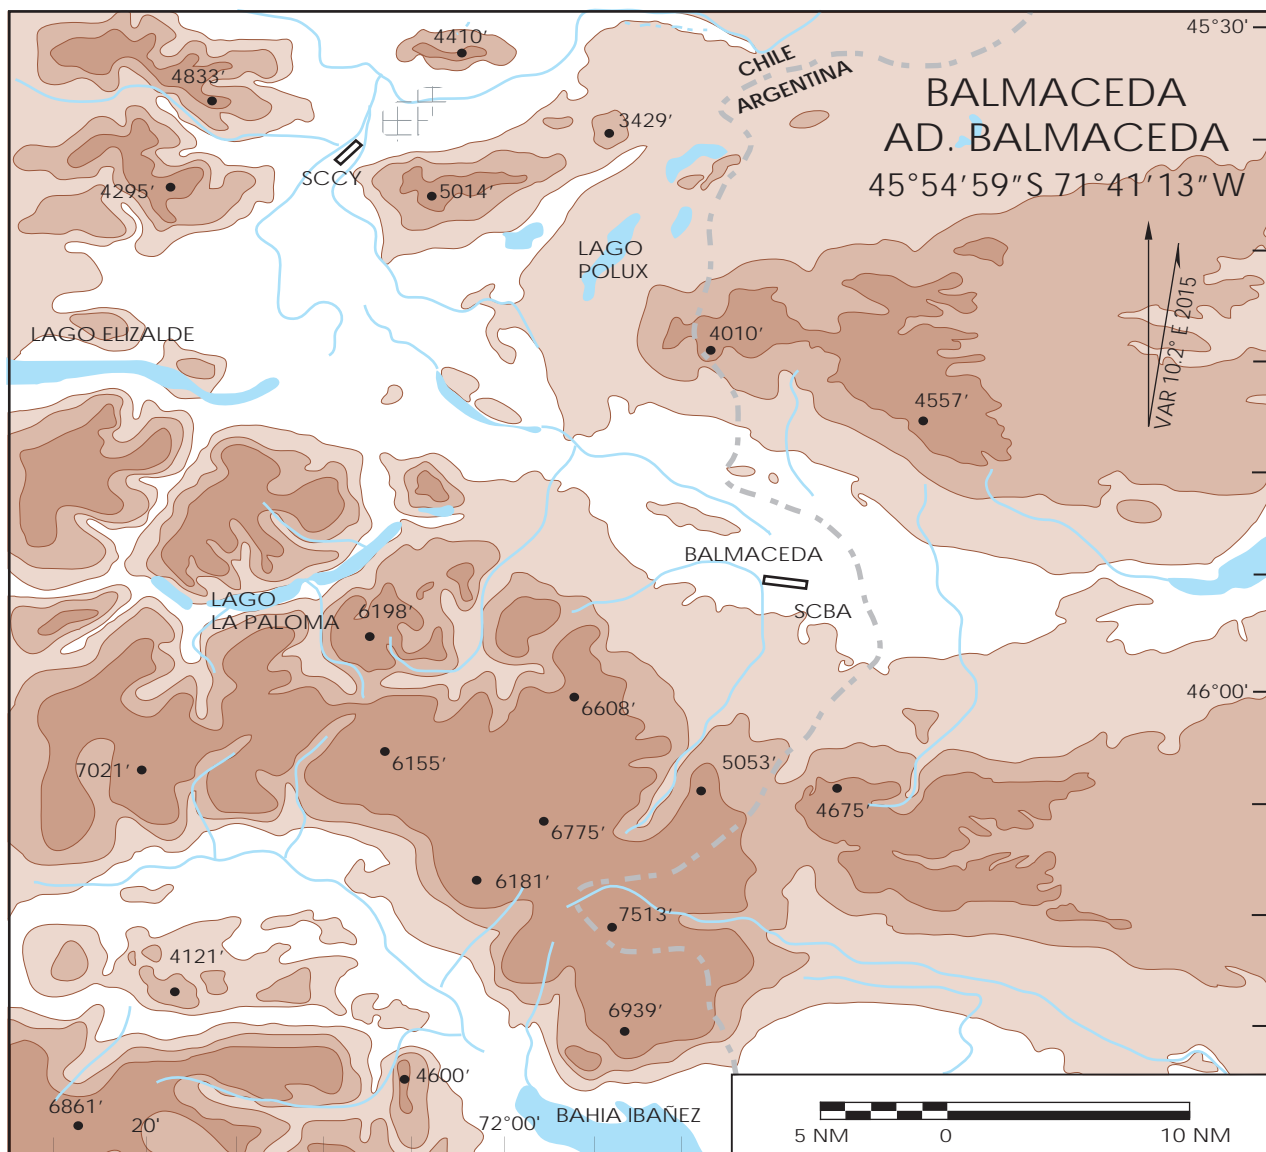 4410'
45°30'
4833'
CHILE
ARGENTINA
BALMACEDA
AD. BALMACEDA
45°54'59"S 71°41'13"W
3429'
SCCY
4295'
5014'
LAGO
POLUX
VAR 10.2° E 2015
LAGO ELIZALDE
4010'
4557'
BALMACEDA
SCBA
LAGO
LA PALOMA
6198'
46°00'
6608'
7021'
6155'
5053'
4675'
6775'
6181'
7513'
4121'
6939'
4600'
6861'
20'
72°00'
BAHIA IBAÑEZ
5 NM 0 10 NM